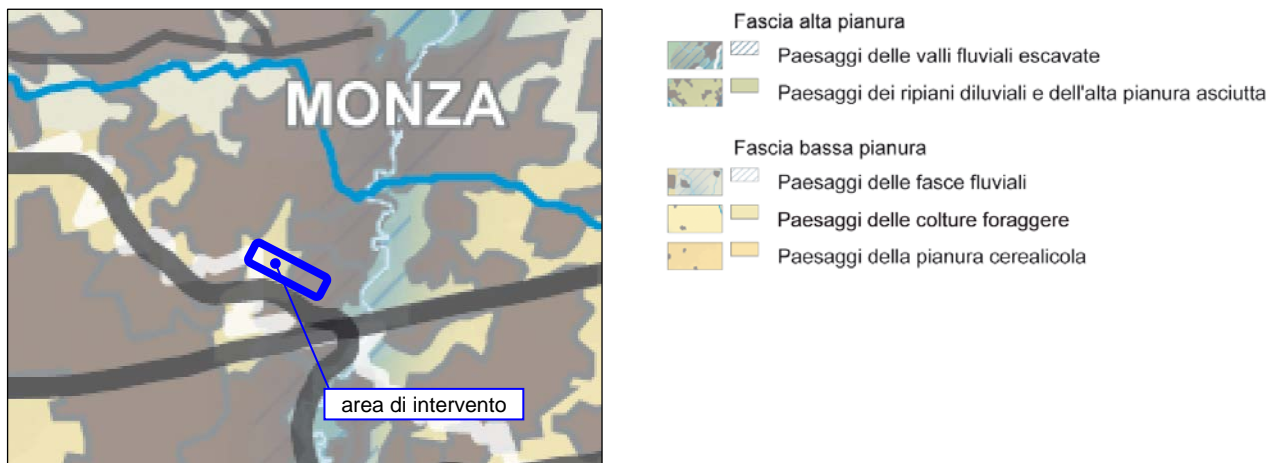 MONZA
area di intervento
Fascia alta pianura
Paesaggi delle valli fluviali escavate
Paesaggi dei ripiani diluviali e dell'alta pianura asciutta
Fascia bassa pianura
Paesaggi delle fasce fluviali
Paesaggi delle colture foraggere
Paesaggi della pianura cerealicola